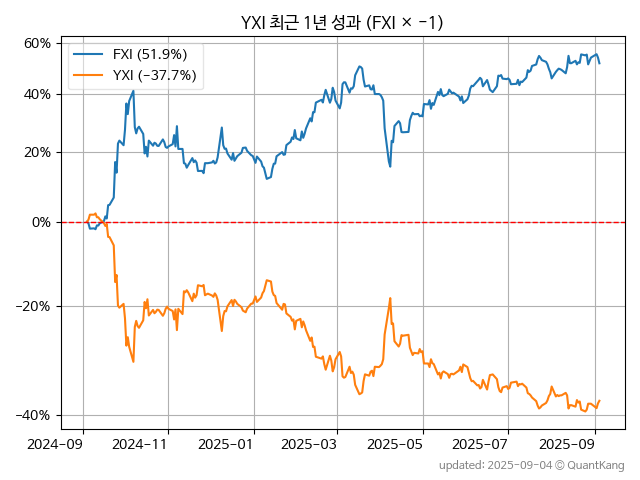 YXI 최근 1년 성과 (FXI × −1)
FXI (51.9%)
YXI (−37.7%)
60%
40%
20%
0%
−20%
−40%
2024-09 2024-11 2025-01 2025-03 2025-05 2025-07 2025-09
updated: 2025-09-04 © QuantKang